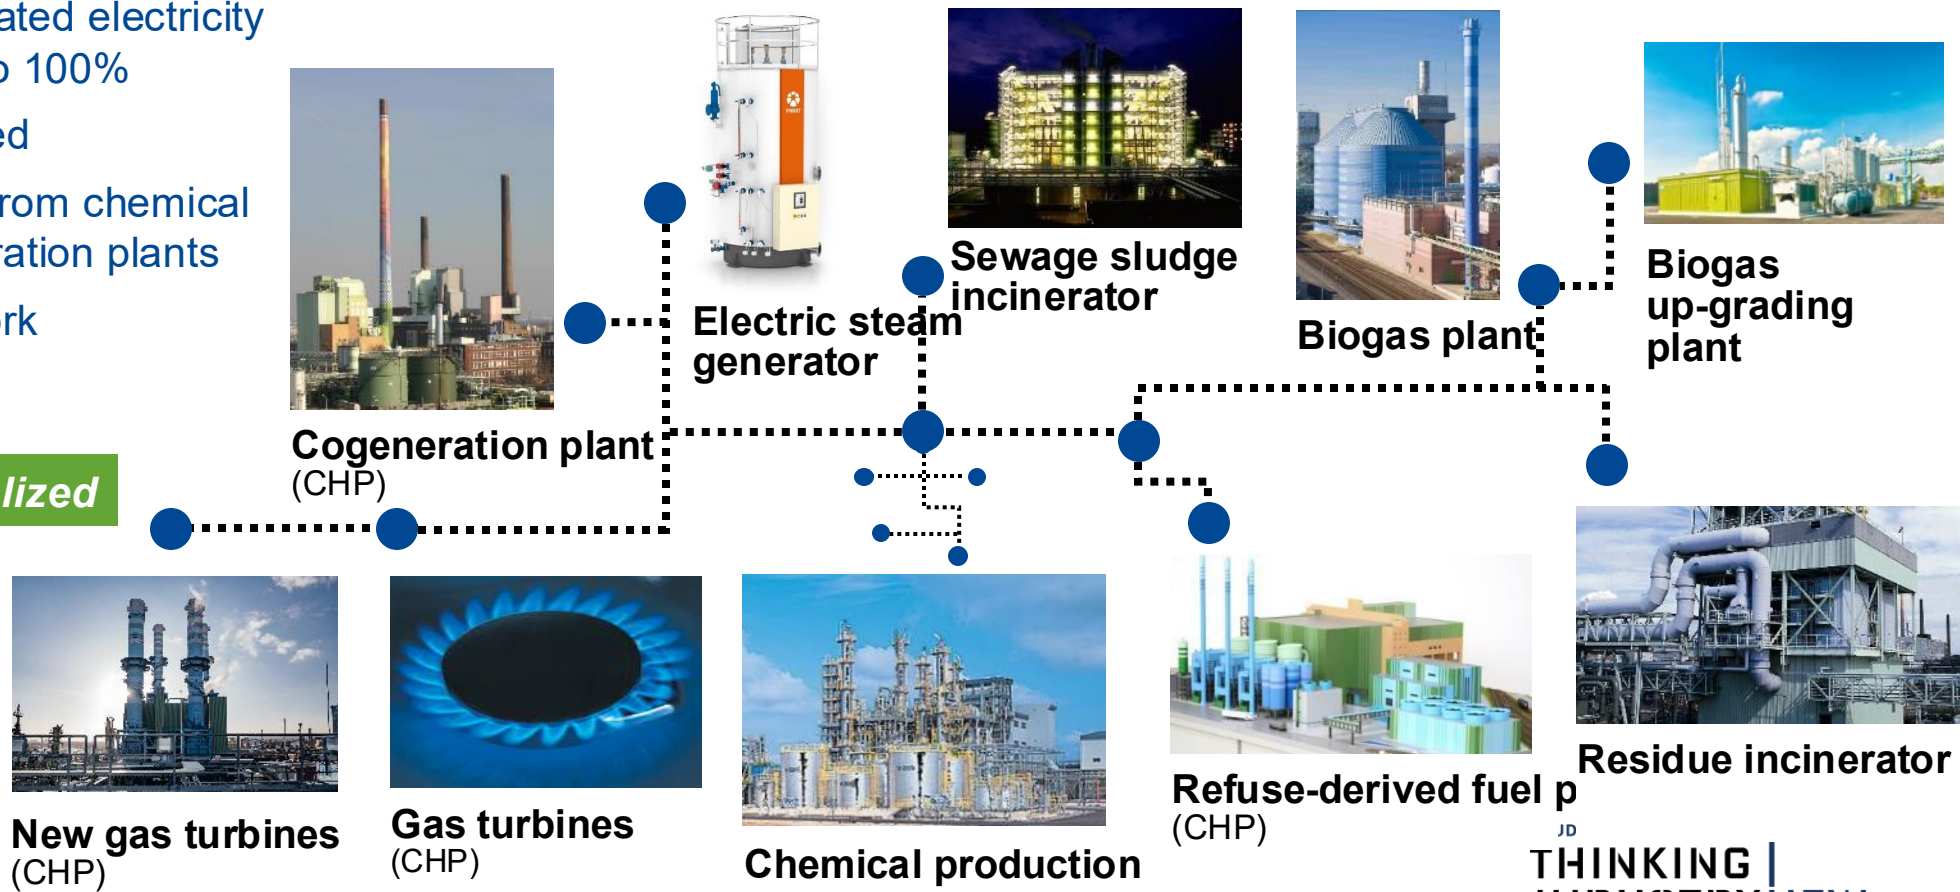 ated electricity
o 100%
ed
rom chemical
ration plants
ork
lized
Cogeneration plant
(CHP)
Electric steam
generator
Sewage sludge
incinerator
Biogas plant
Biogas
up-grading
plant
New gas turbines
(CHP)
Gas turbines
(CHP)
Chemical production
Refuse-derived fuel p
(CHP)
Residue incinerator
JD
THINKING